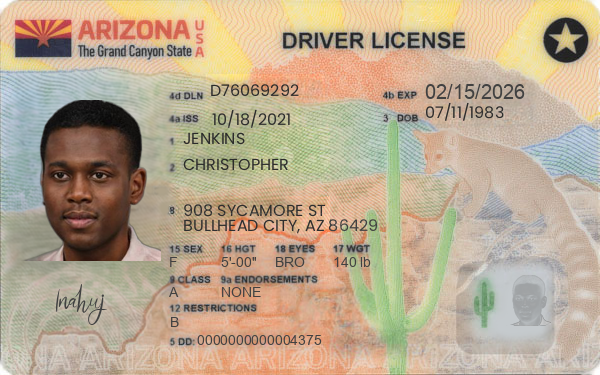 ARIZONA USA
The Grand Canyon State
DRIVER LICENSE
4d DLN D76069292
4b EXP 02/15/2026
4a ISS 10/18/2021
3 DOB 07/11/1983
1 JENKINS
2 CHRISTOPHER
8 908 SYCAMORE ST
BULLHEAD CITY, AZ 86429
15 SEX 16 HGT 18 EYES 17 WGT
F 5'-00" BRO 140 lb
9 CLASS 9a ENDORSEMENTS
A NONE
12 RESTRICTIONS
B
5 DD: 0000000000004375
ARIZONA ARIZONA ARIZONA ARIZONA